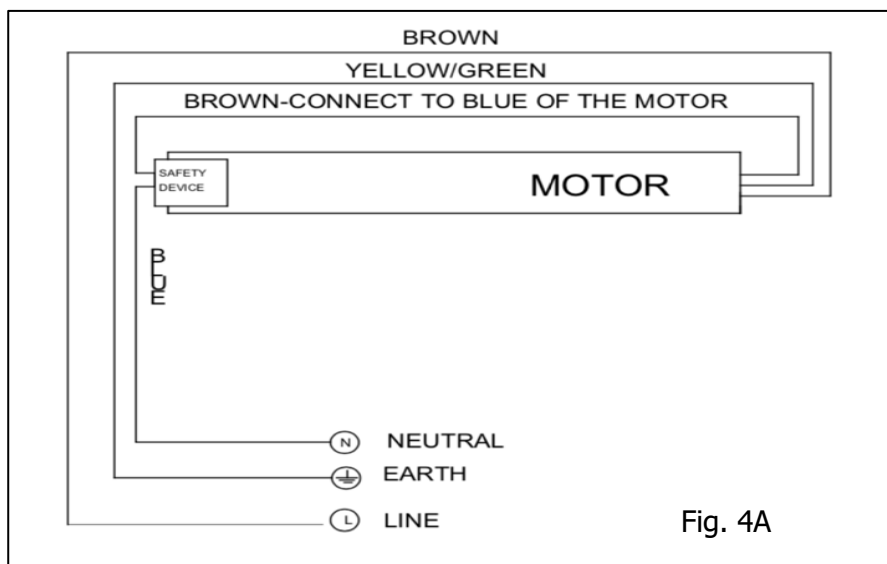 BROWN
YELLOW/GREEN
BROWN-CONNECT TO BLUE OF THE MOTOR
SAFETY
DEVICE
MOTOR
BLUE
N NEUTRAL
EARTH
L LINE
Fig. 4A